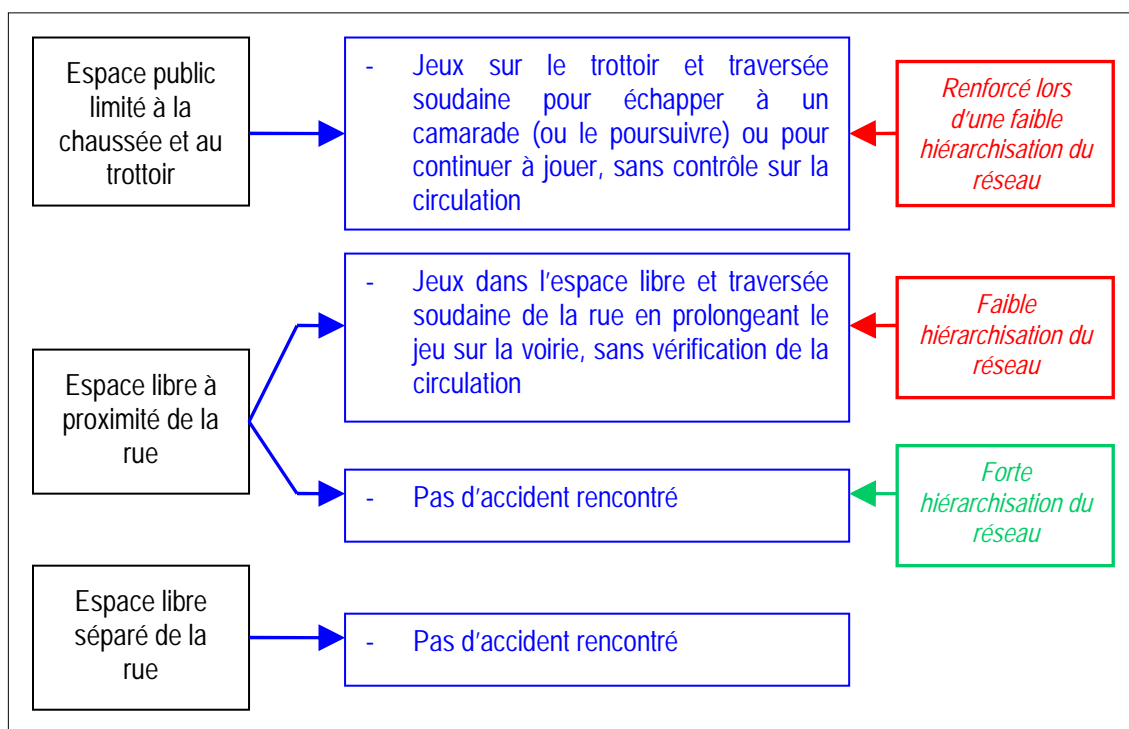 Espace public
limité à la
chaussée et au
trottoir
- Jeux sur le trottoir et traversée
soudaine pour échapper à un
camarade (ou le poursuivre) ou pour
continuer à jouer, sans contrôle sur la
circulation
Renforcé lors
d'une faible
hiérarchisation du
réseau
Espace libre à
proximité de la
rue
- Jeux dans l'espace libre et traversée
soudaine de la rue en prolongeant le
jeu sur la voirie, sans vérification de la
circulation
Faible
hiérarchisation du
réseau
- Pas d'accident rencontré
Forte
hiérarchisation du
réseau
Espace libre
séparé de la
rue
- Pas d'accident rencontré